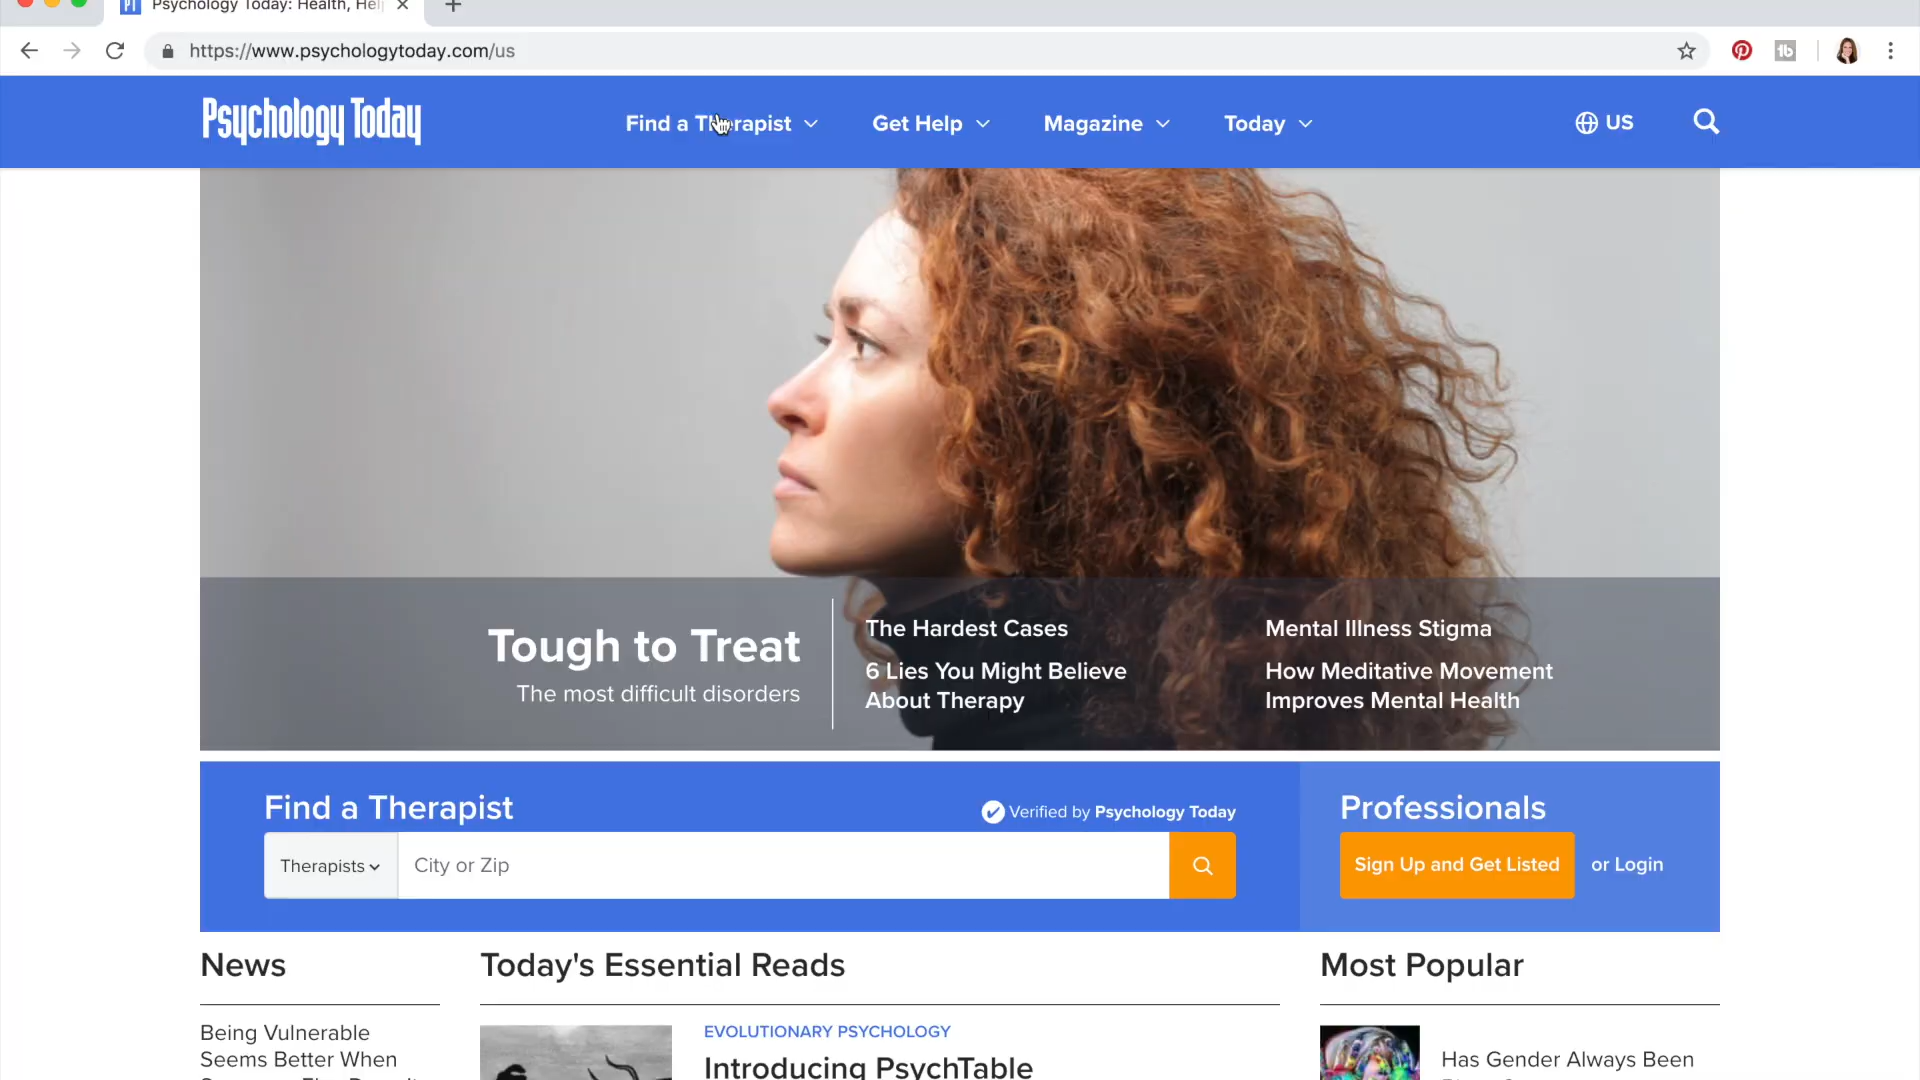 PT Psychology Today: Health, Hel
https://www.psychologytoday.com/us
Psychology Today
Find a Therapist
Get Help
Magazine
Today
US
Tough to Treat
The most difficult disorders
The Hardest Cases
6 Lies You Might Believe
About Therapy
Mental Illness Stigma
How Meditative Movement
Improves Mental Health
Find a Therapist
Verified by Psychology Today
Therapists
City or Zip
Professionals
Sign Up and Get Listed
or Login
News
Being Vulnerable
Seems Better When
Today's Essential Reads
EVOLUTIONARY PSYCHOLOGY
Introducing PsychTable
Most Popular
Has Gender Always Been